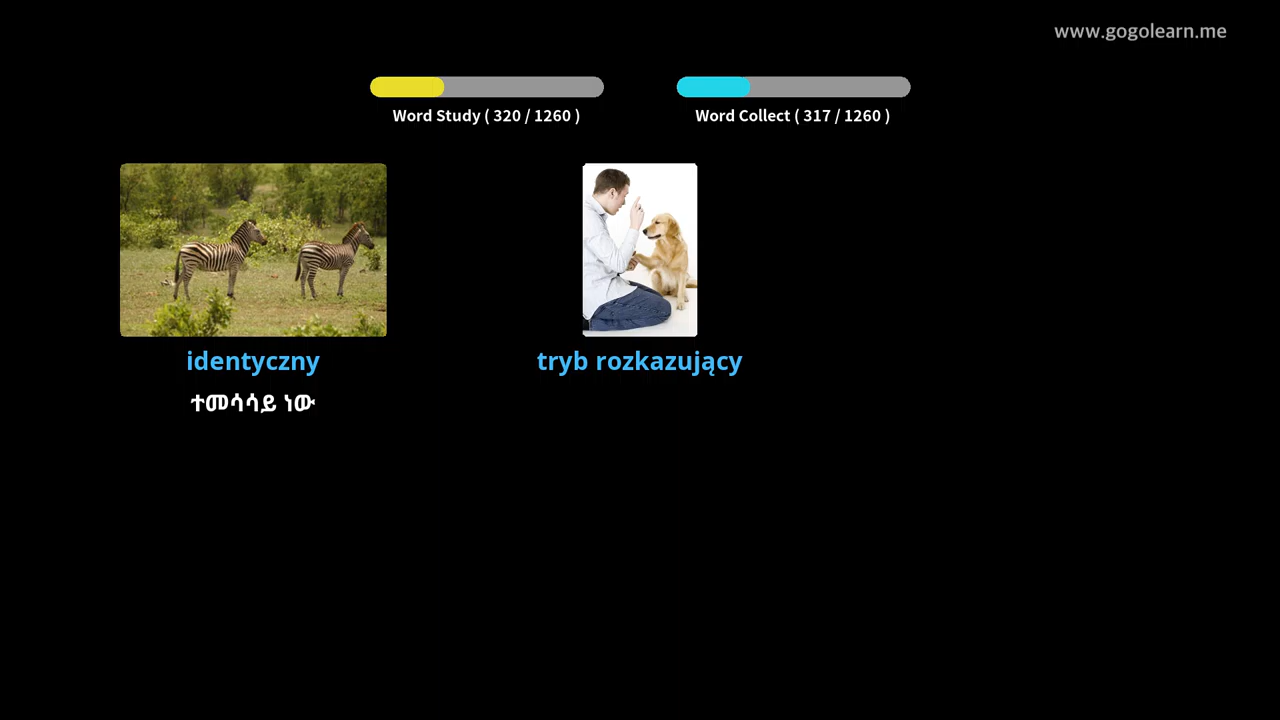 www.gogolearn.me
Word Study ( 320 / 1260 )
Word Collect ( 317 / 1260 )
identyczny
tryb rozkazujący
ተመሳሳይ ነው